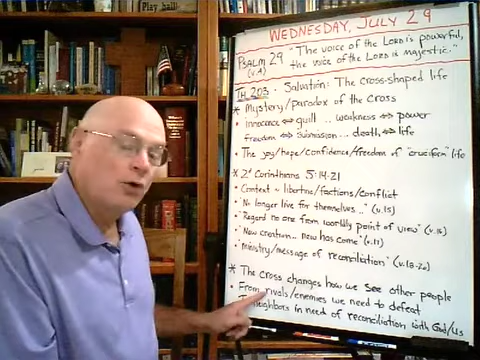 Play ball!
WEDNESDAY, JULY 29
PSALM 29 "The voice of the LORD is powerful,
(v.4) the voice of the LORD is majestic."
TH 203: Salvation: The cross-shaped life
* Mystery/paradox of the Cross
• innocence ⇔ guilt .. weakness ⇔ power
freedom ⇔ submission... death ⇔ life
• The joy/hope/confidence/freedom of "cruciform" life
* 2nd Corinthians 5:14-21
• Context ~ libertine/factions/conflict
• "No longer live for themselves.." (v.15)
• "Regard no one from worldly point of view" (v.16)
• "New creation... new has come" (v.17)
• "ministry/message of reconciliation" (v.18-20)
* The cross changes how we see other people
• From rivals/enemies we need to defeat
neighbors in need of reconciliation with God/us